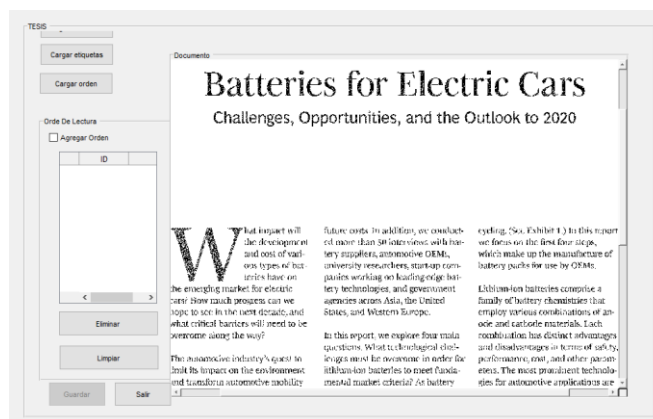 TESIS
Cargar etiquetas
Cargar orden
Orde De Lectura
Agregar Orden
ID
Eliminar
Limpiar
Guardar
Salir
Documento
Batteries for Electric Cars
Challenges, Opportunities, and the Outlook to 2020
What impact will
the development
and cost of vari-
ous types of bat-
teries have on
the emerging market for electric
cars? How much progress can we
hope to see in the next decade, and
what critical barriers will need to be
overcome along the way?
The automotive industry's quest to
limit its impact on the environment
and transform automotive mobility
future costs. In addition, we conduct-
ed more than 50 interviews with bat-
tery suppliers, automotive OEMs,
university researchers, start-up com-
panies working on leading-edge bat-
tery technologies, and government
agencies across Asia, the United
States, and Western Europe.
In this report, we explore four main
questions. What technological chal-
lenges must be overcome in order for
lithium-ion batteries to meet funda-
mental market criteria? As battery
cycling. (See Exhibit 1.) In this report
we focus on the first four steps,
which make up the manufacture of
battery packs for use by OEMs.
Lithium-ion batteries comprise a
family of battery chemistries that
employ various combinations of an-
ode and cathode materials. Each
combination has distinct advantages
and disadvantages in terms of safety,
performance, cost, and other param-
eters. The most prominent technolo-
gies for automotive applications are